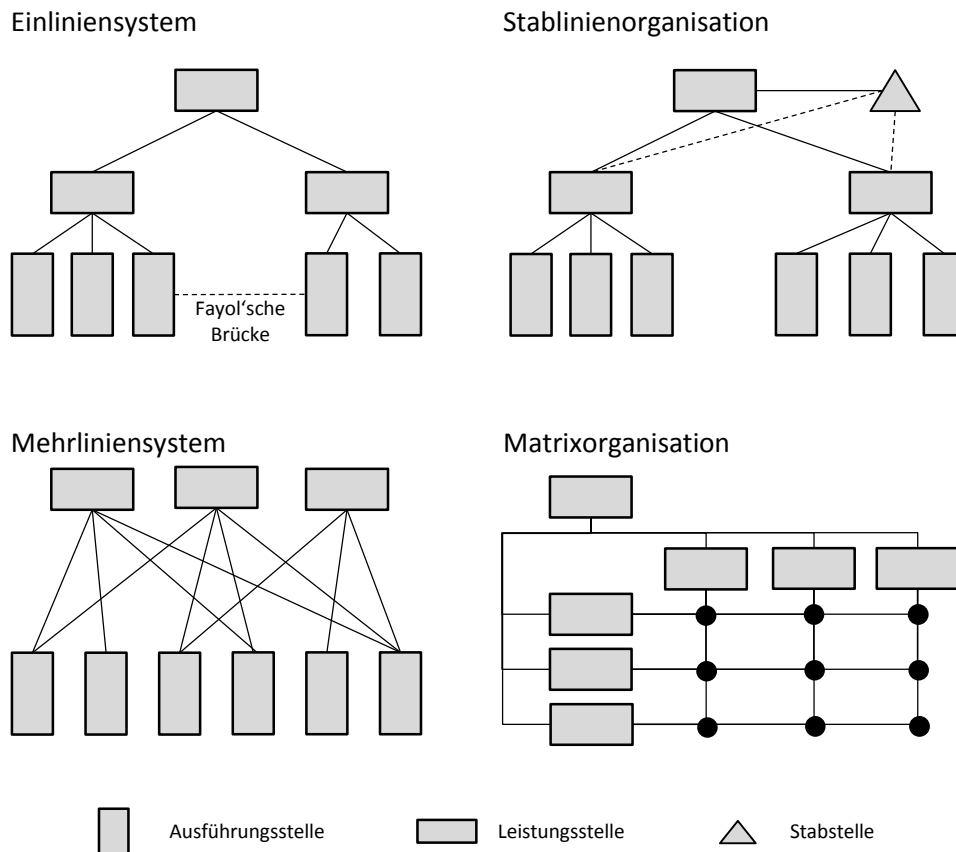 Einliniensystem
Stablinienorganisation
Fayol‘sche
Brücke
Mehrliniensystem
Matrixorganisation
Ausführungsstelle
Leistungsstelle
Stabstelle